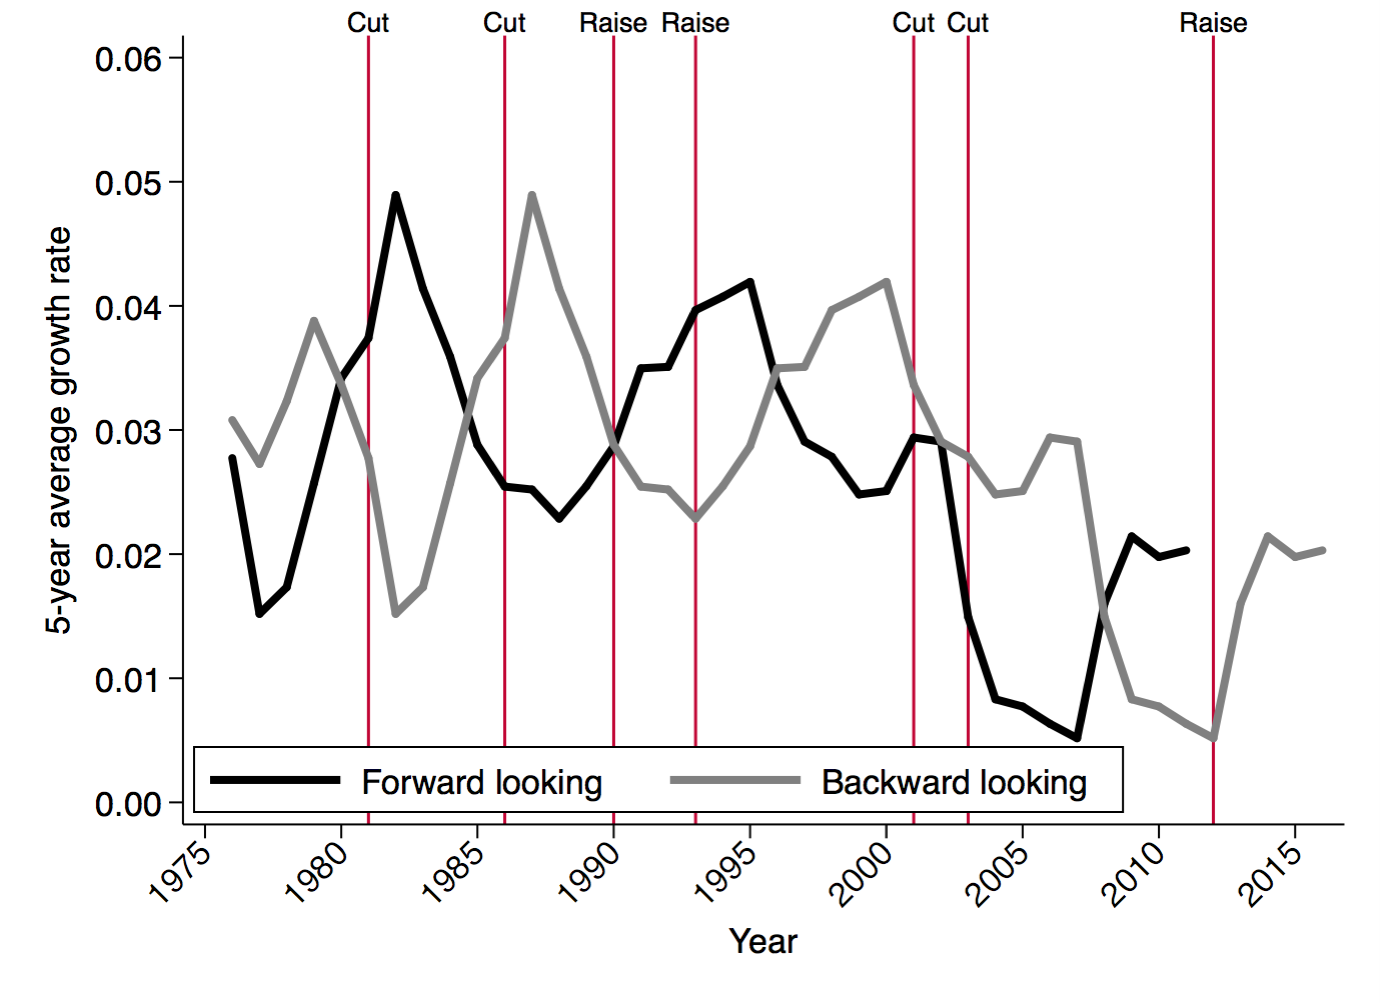 Cut Cut Raise Raise Cut Cut Raise
5-year average growth rate
0.06
0.05
0.04
0.03
0.02
0.01
0.00
Forward looking Backward looking
1975 1980 1985 1990 1995 2000 2005 2010 2015
Year